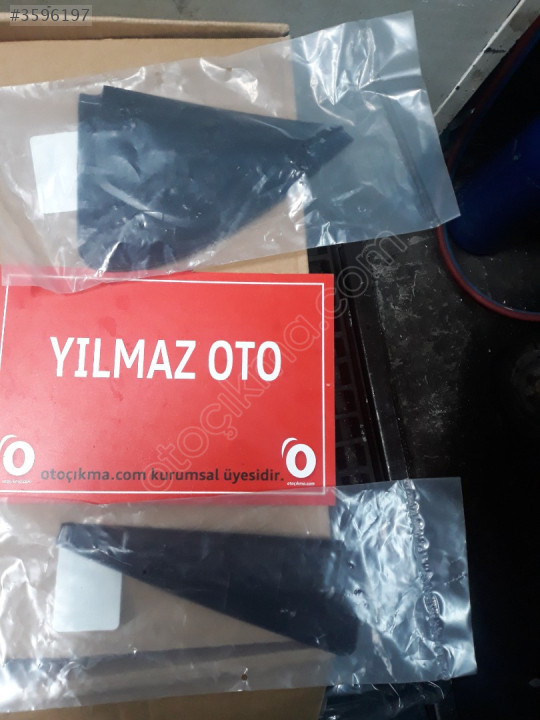 #3596197
YILMAZ OTO
otoçıkma.com kurumsal üyesidir.
otoçıkma.com